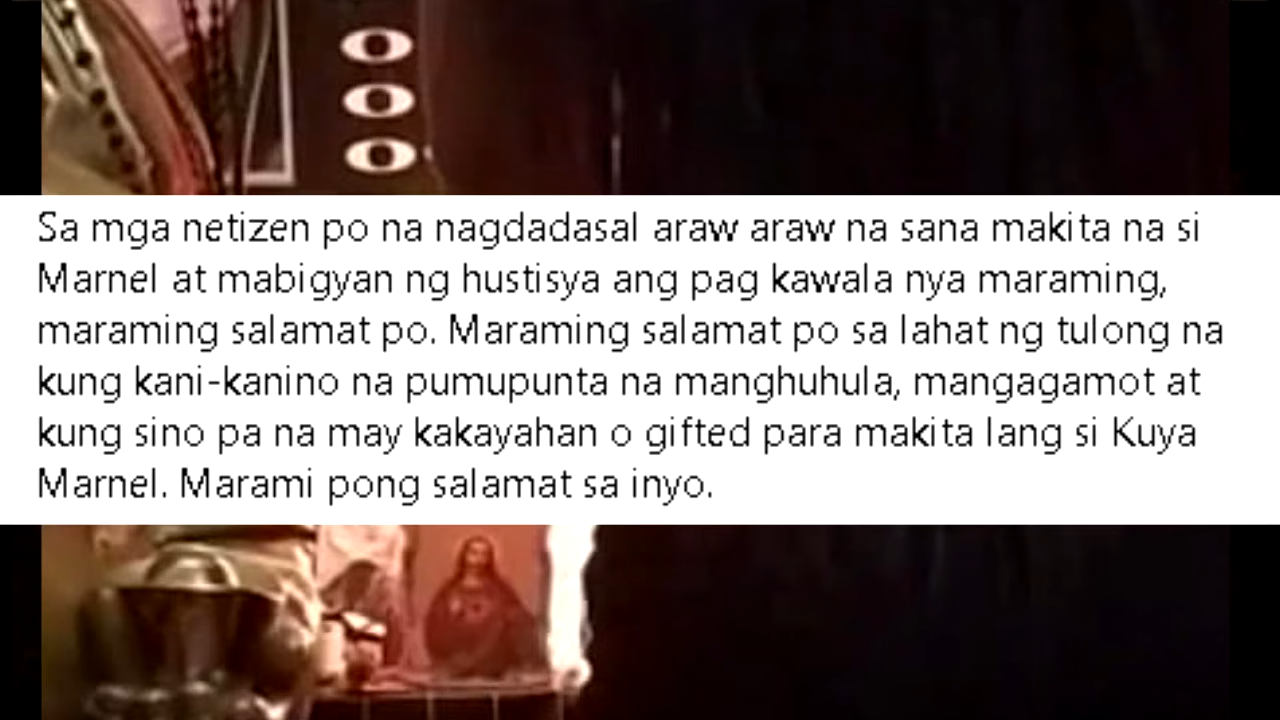 Sa mga netizen po na nagdadasal araw araw na sana makita na si
Marnel at mabigyan ng hustisya ang pag kawala nya maraming,
maraming salamat po. Maraming salamat po sa lahat ng tulong na
kung kani-kanino na pumupunta na manghuhula, mangagamot at
kung sino pa na may kakayahan o gifted para makita lang si Kuya
Marnel. Marami pong salamat sa inyo.